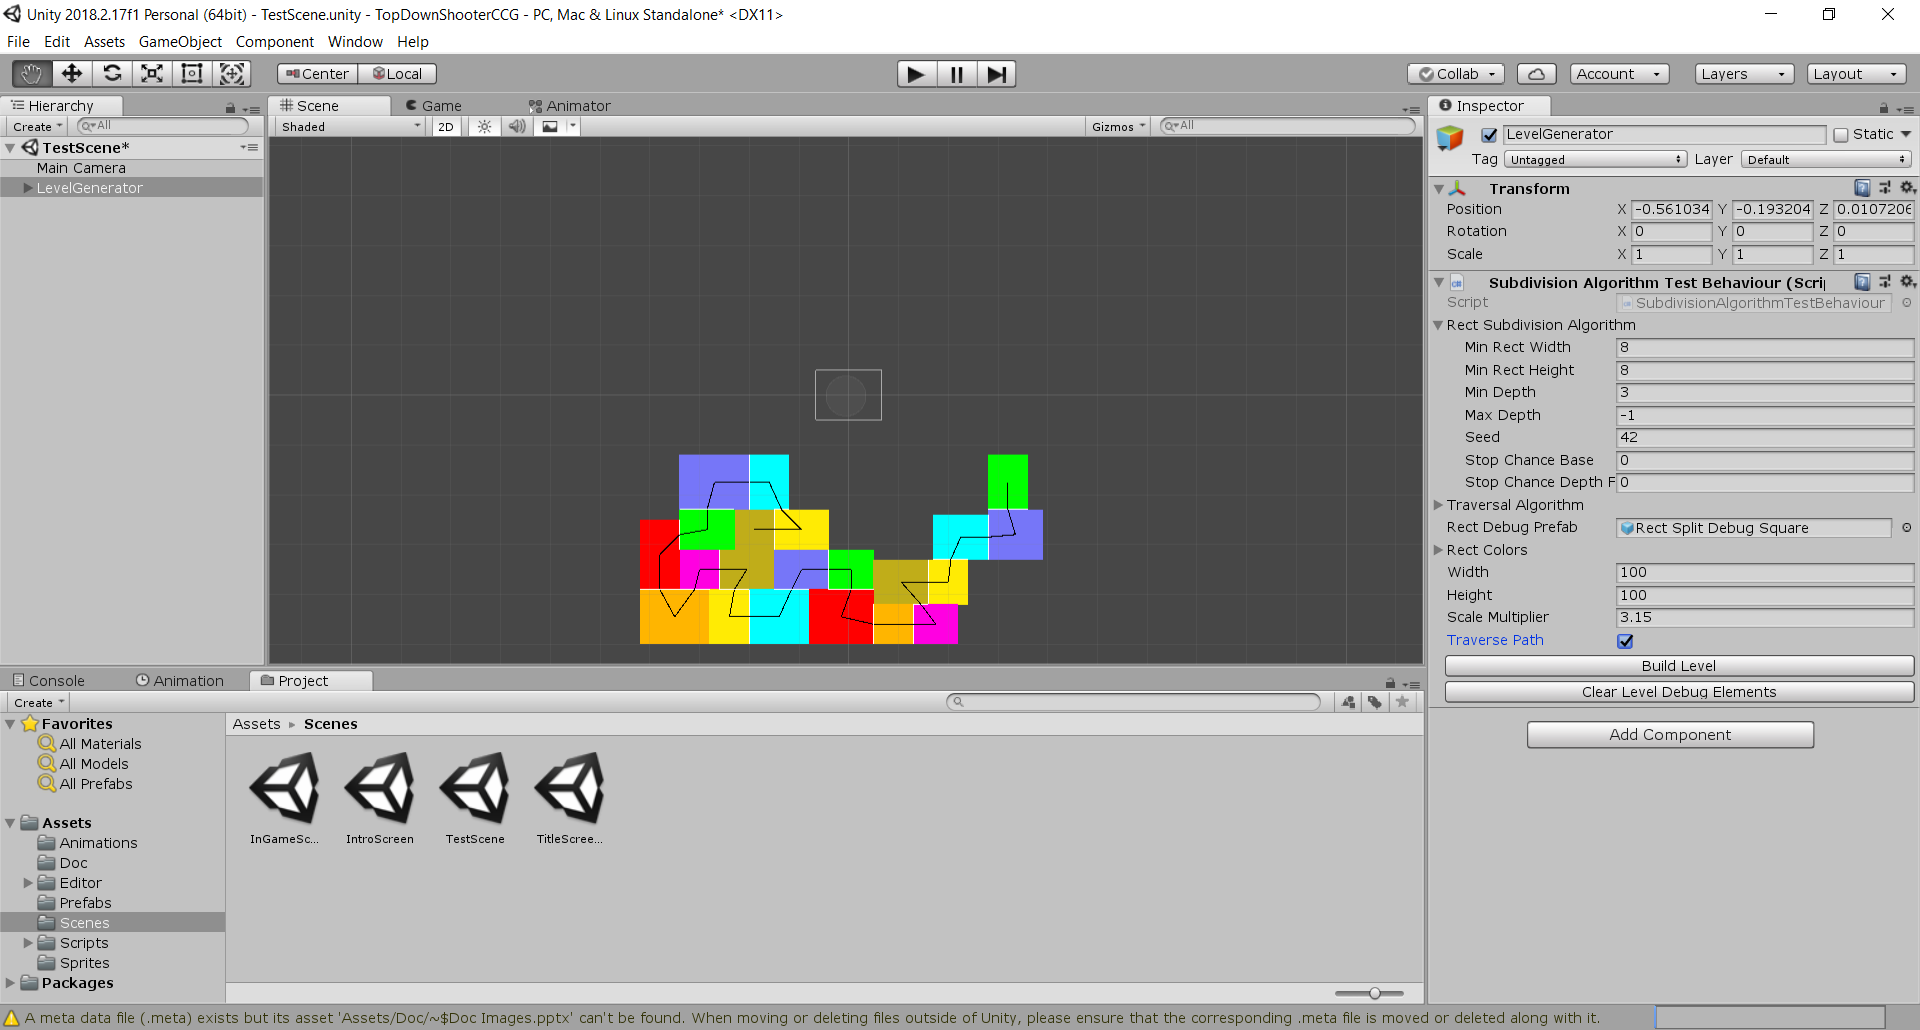 Unity 2018.2.17f1 Personal (64bit) - TestScene.unity - TopDownShooterCCG - PC, Mac & Linux Standalone* <DX11>
File Edit Assets GameObject Component Window Help
Center Local Collab Account Layers Layout
Hierarchy
Create All
TestScene*
Main Camera
LevelGenerator
Scene Game Animator
Shaded 2D Gizmos All
Inspector
LevelGenerator Static
Tag Untagged Layer Default
Transform
Position X -0.561034 Y -0.193204 Z 0.0107206
Rotation X 0 Y 0 Z 0
Scale X 1 Y 1 Z 1
Subdivision Algorithm Test Behaviour (Scri
Script SubdivisionAlgorithmTestBehaviour
Rect Subdivision Algorithm
Min Rect Width 8
Min Rect Height 8
Min Depth 3
Max Depth -1
Seed 42
Stop Chance Base 0
Stop Chance Depth F 0
Traversal Algorithm
Rect Debug Prefab Rect Split Debug Square
Rect Colors
Width 100
Height 100
Scale Multiplier 3.15
Traverse Path
Build Level
Clear Level Debug Elements
Add Component
Console Animation Project
Create
Favorites
All Materials
All Models
All Prefabs
Assets
Animations
Doc
Editor
Prefabs
Scenes
Scripts
Sprites
Packages
Assets Scenes
InGameSc... IntroScreen TestScene TitleScree...
A meta data file (.meta) exists but its asset 'Assets/Doc/~$Doc Images.pptx' can't be found. When moving or deleting files outside of Unity, please ensure that the corresponding .meta file is moved or deleted along with it.